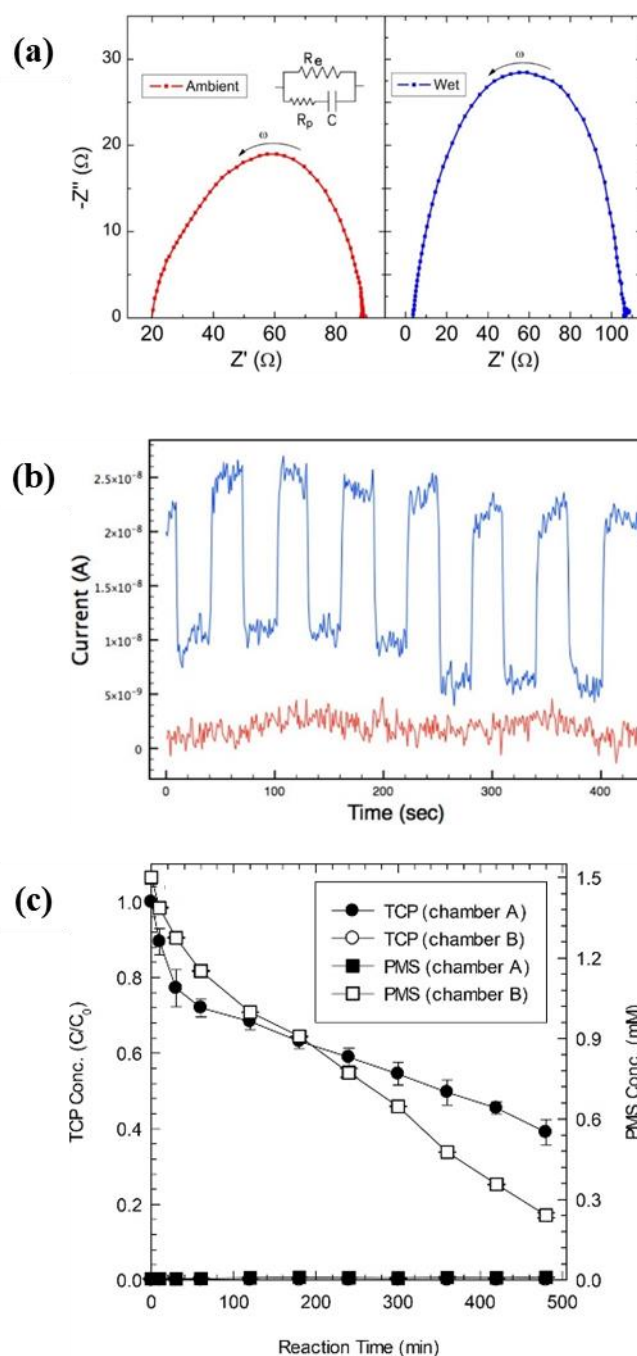 (a)
35
30
20
10
0
-Z'' (Ω)
Ambient
ω
Re
Rp
C
20
40
60
80
Z' (Ω)
Wet
ω
0
20
40
60
80
100
Z' (Ω)
(b)
2.5×10⁻⁸
2×10⁻⁸
1.5×10⁻⁸
1×10⁻⁸
5×10⁻⁹
0
Current (A)
0
100
200
300
400
Time (sec)
(c)
1.0
0.8
0.6
0.4
0.2
0.0
TCP Conc. (C/C₀)
TCP (chamber A)
TCP (chamber B)
PMS (chamber A)
PMS (chamber B)
1.5
1.2
0.9
0.6
0.3
0.0
PMS Conc. (mM)
0
100
200
300
400
500
Reaction Time (min)